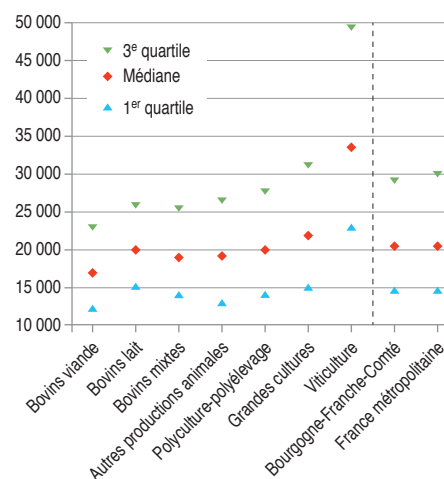 50 000
45 000
40 000
35 000
30 000
25 000
20 000
15 000
10 000
3e quartile
Médiane
1er quartile
Bovins viande
Bovins lait
Bovins mixtes
Autres productions animales
Polyculture-polyélevage
Grandes cultures
Viticulture
Bourgogne-Franche-Comté
France métropolitaine